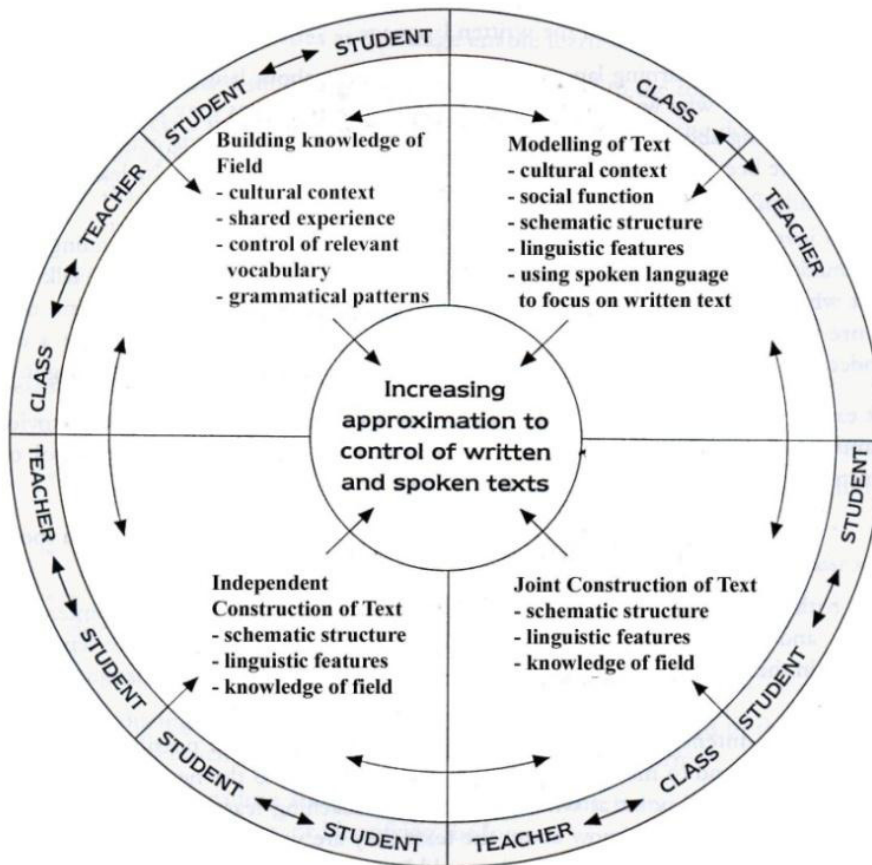 STUDENT ↔ STUDENT
CLASS ↔ TEACHER
Building knowledge of
Field
- cultural context
- shared experience
- control of relevant
vocabulary
- grammatical patterns
Modelling of Text
- cultural context
- social function
- schematic structure
- linguistic features
- using spoken language
to focus on written text
CLASS ↔ TEACHER
Increasing
approximation to
control of written
and spoken texts
TEACHER ↔ STUDENT
Independent
Construction of Text
- schematic structure
- linguistic features
- knowledge of field
Joint Construction of Text
- schematic structure
- linguistic features
- knowledge of field
STUDENT ↔ STUDENT
STUDENT ↔ STUDENT
TEACHER ↔ CLASS